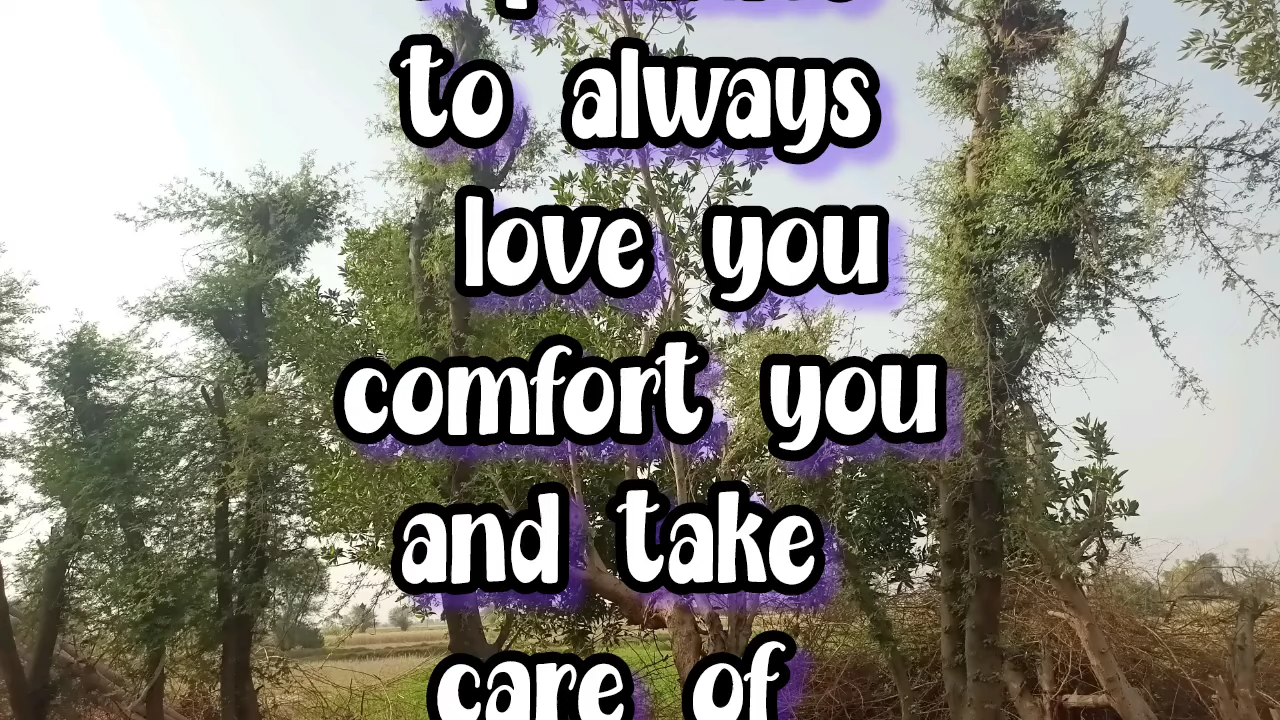 to always
love you
comfort you
and take
care of